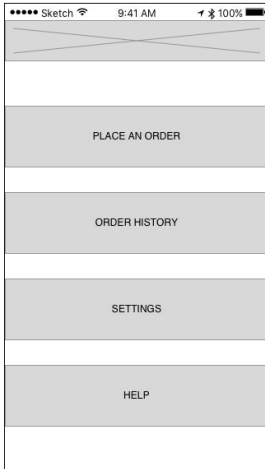 Sketch 9:41 AM 100%
PLACE AN ORDER
ORDER HISTORY
SETTINGS
HELP